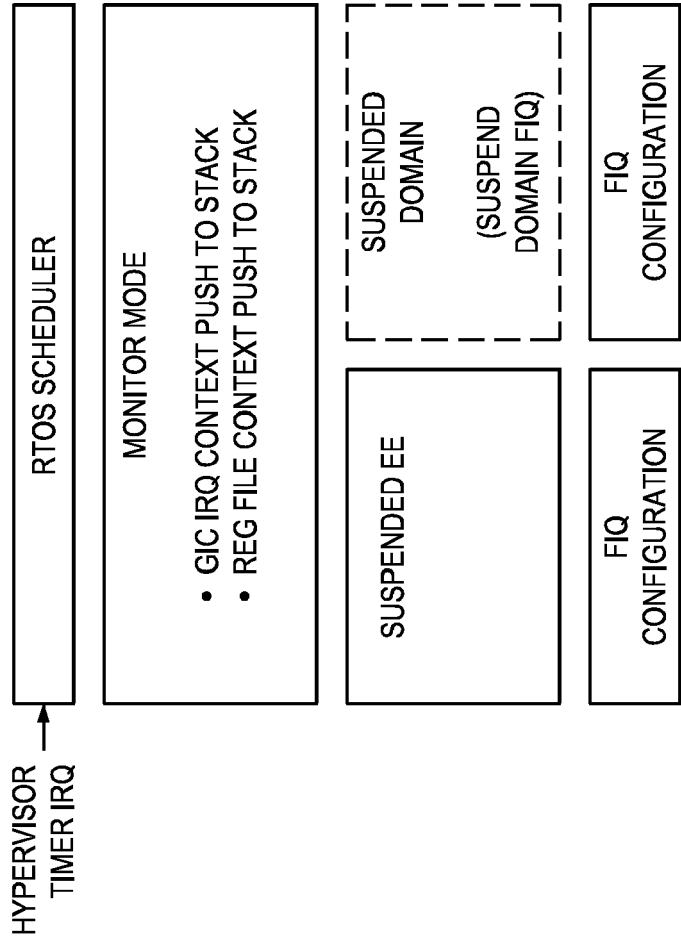 HYPERVISOR
TIMER IRQ
RTOS SCHEDULER
MONITOR MODE
• GIC IRQ CONTEXT PUSH TO STACK
• REG FILE CONTEXT PUSH TO STACK
SUSPENDED EE
SUSPENDED
DOMAIN
(SUSPEND
DOMAIN FIQ)
FIQ
CONFIGURATION
FIQ
CONFIGURATION